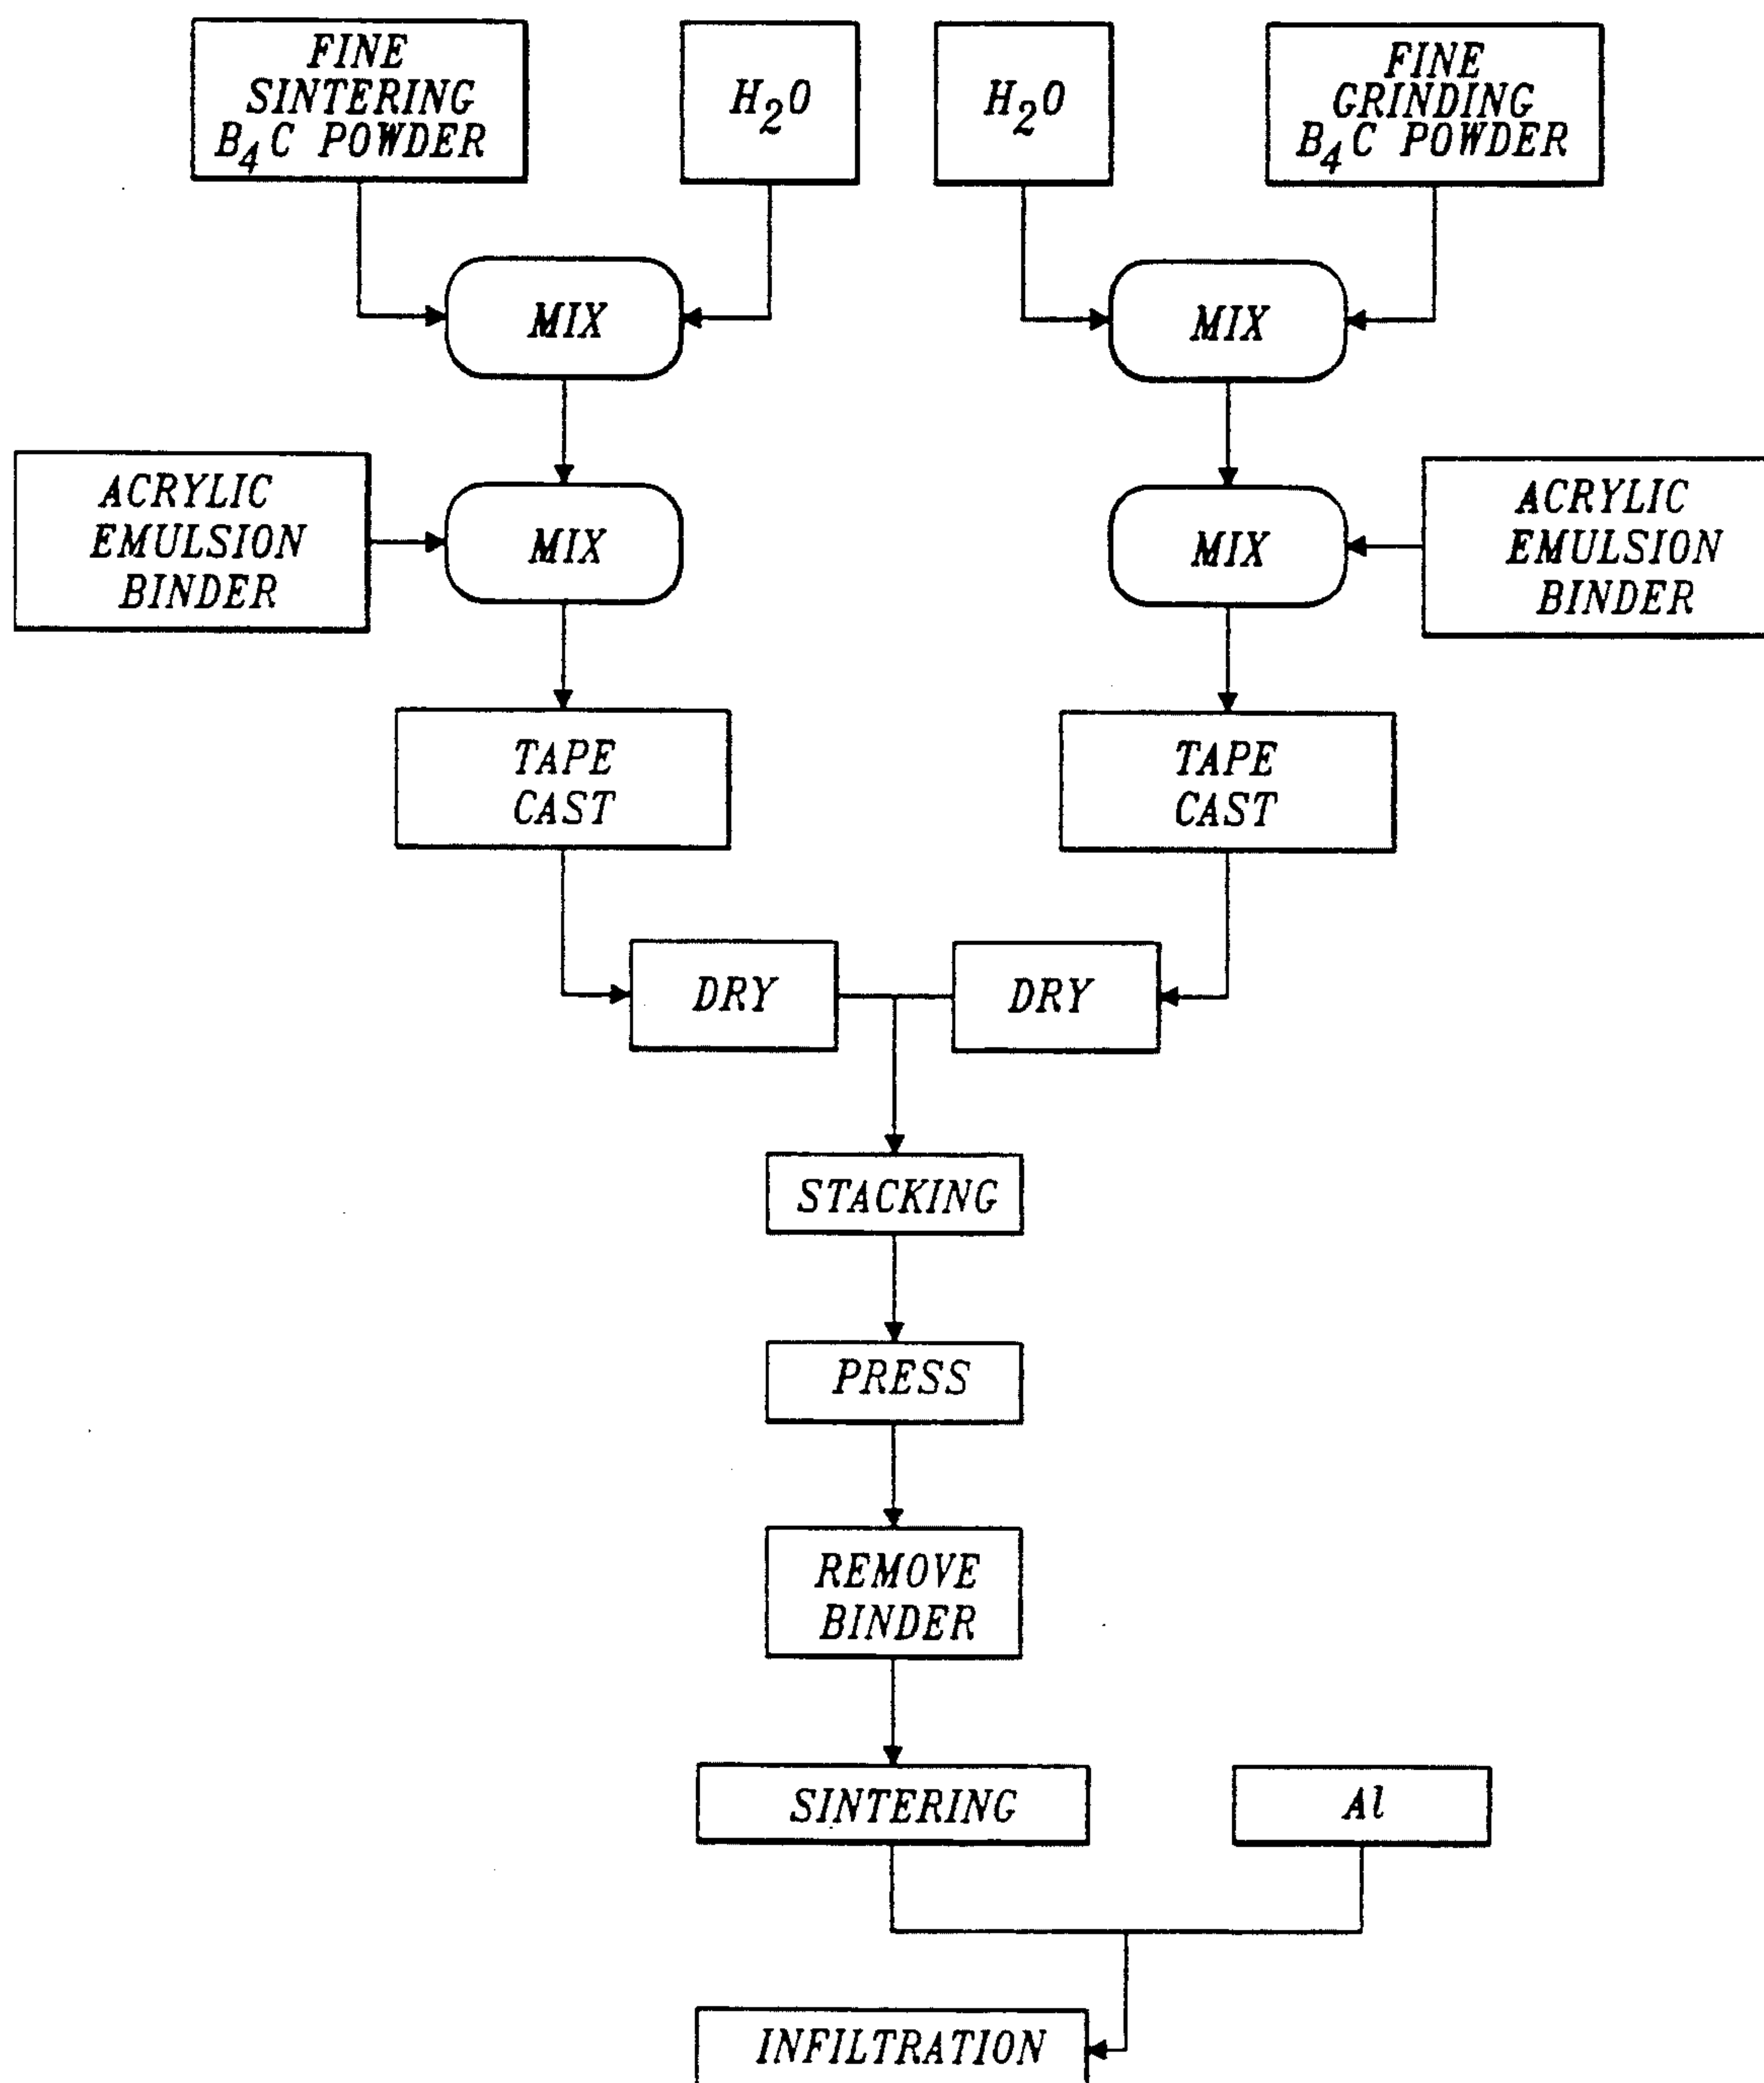 FINE
SINTERING
B₄C POWDER
H₂O
H₂O
FINE
GRINDING
B₄C POWDER
MIX
MIX
ACRYLIC
EMULSION
BINDER
MIX
MIX
ACRYLIC
EMULSION
BINDER
TAPE
CAST
TAPE
CAST
DRY
DRY
STACKING
PRESS
REMOVE
BINDER
SINTERING
Al
INFILTRATION